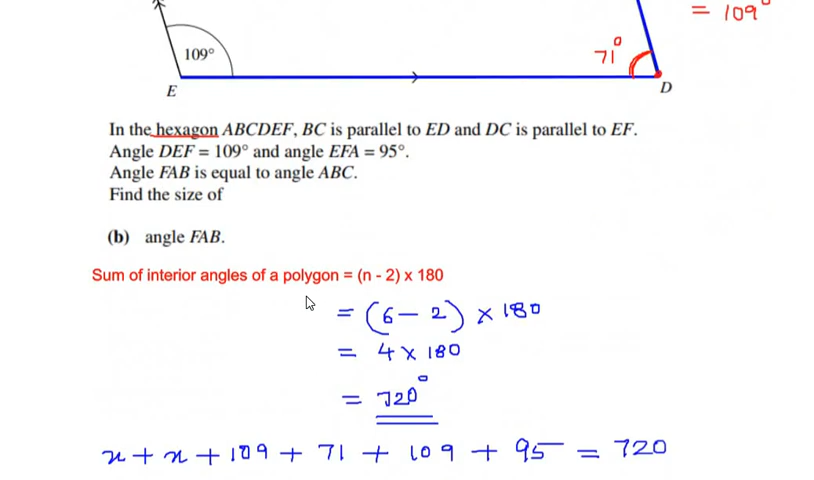 = 109°
109°
71°
E
D
In the hexagon ABCDEF, BC is parallel to ED and DC is parallel to EF.
Angle DEF = 109° and angle EFA = 95°.
Angle FAB is equal to angle ABC.
Find the size of
(b) angle FAB.
Sum of interior angles of a polygon = (n - 2) x 180
= (6 - 2) × 180
= 4 × 180
= 720°
x + x + 109 + 71 + 109 + 95 = 720